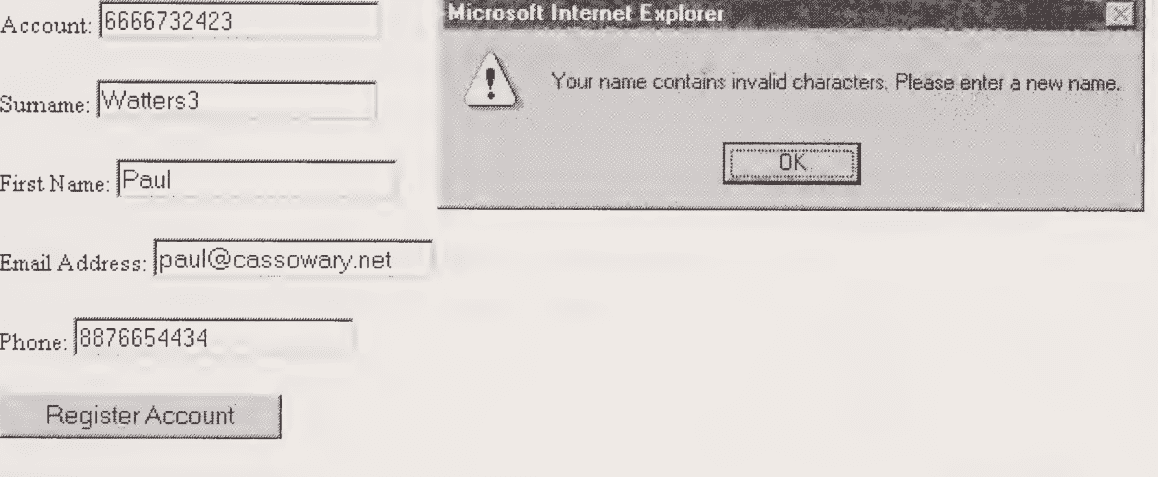 Account: 6666732423
Microsoft Internet Explorer
Your name contains invalid characters. Please enter a new name.
OK
Surname: Watters3
First Name: Paul
Email Address: paul@cassowary.net
Phone: 8876654434
Register Account